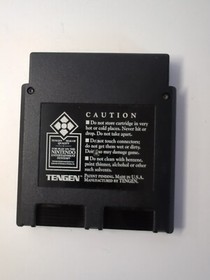 CAUTION
■ Do not store cartridge in very
hot or cold places. Never hit or
drop. Do not take apart.
■ Do not touch connectors;
do not get them wet or dirty.
Doing so may damage game.
■ Do not clean with benzene,
paint thinner, alcohol or other
such solvents.
NINTENDO
TENGEN
PATENT PENDING. MADE IN U.S.A.
MANUFACTURED BY TENGEN.